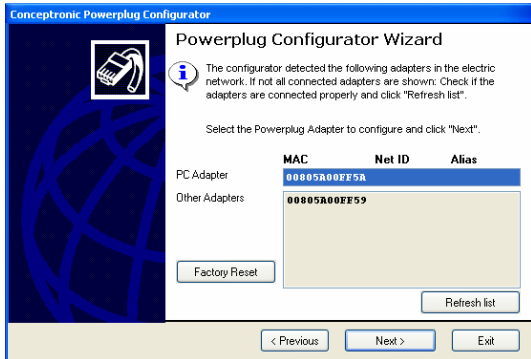 Conceptronic Powerplug Configurator
Powerplug Configurator Wizard
The configurator detected the following adapters in the electric
network. If not all connected adapters are shown: Check if the
adapters are connected properly and click "Refresh list".
Select the Powerplug Adapter to configure and click "Next".
MAC Net ID Alias
PC Adapter 00805A00FF5A
Other Adapters 00805A00FF59
Factory Reset
Refresh list
< Previous Next > Exit